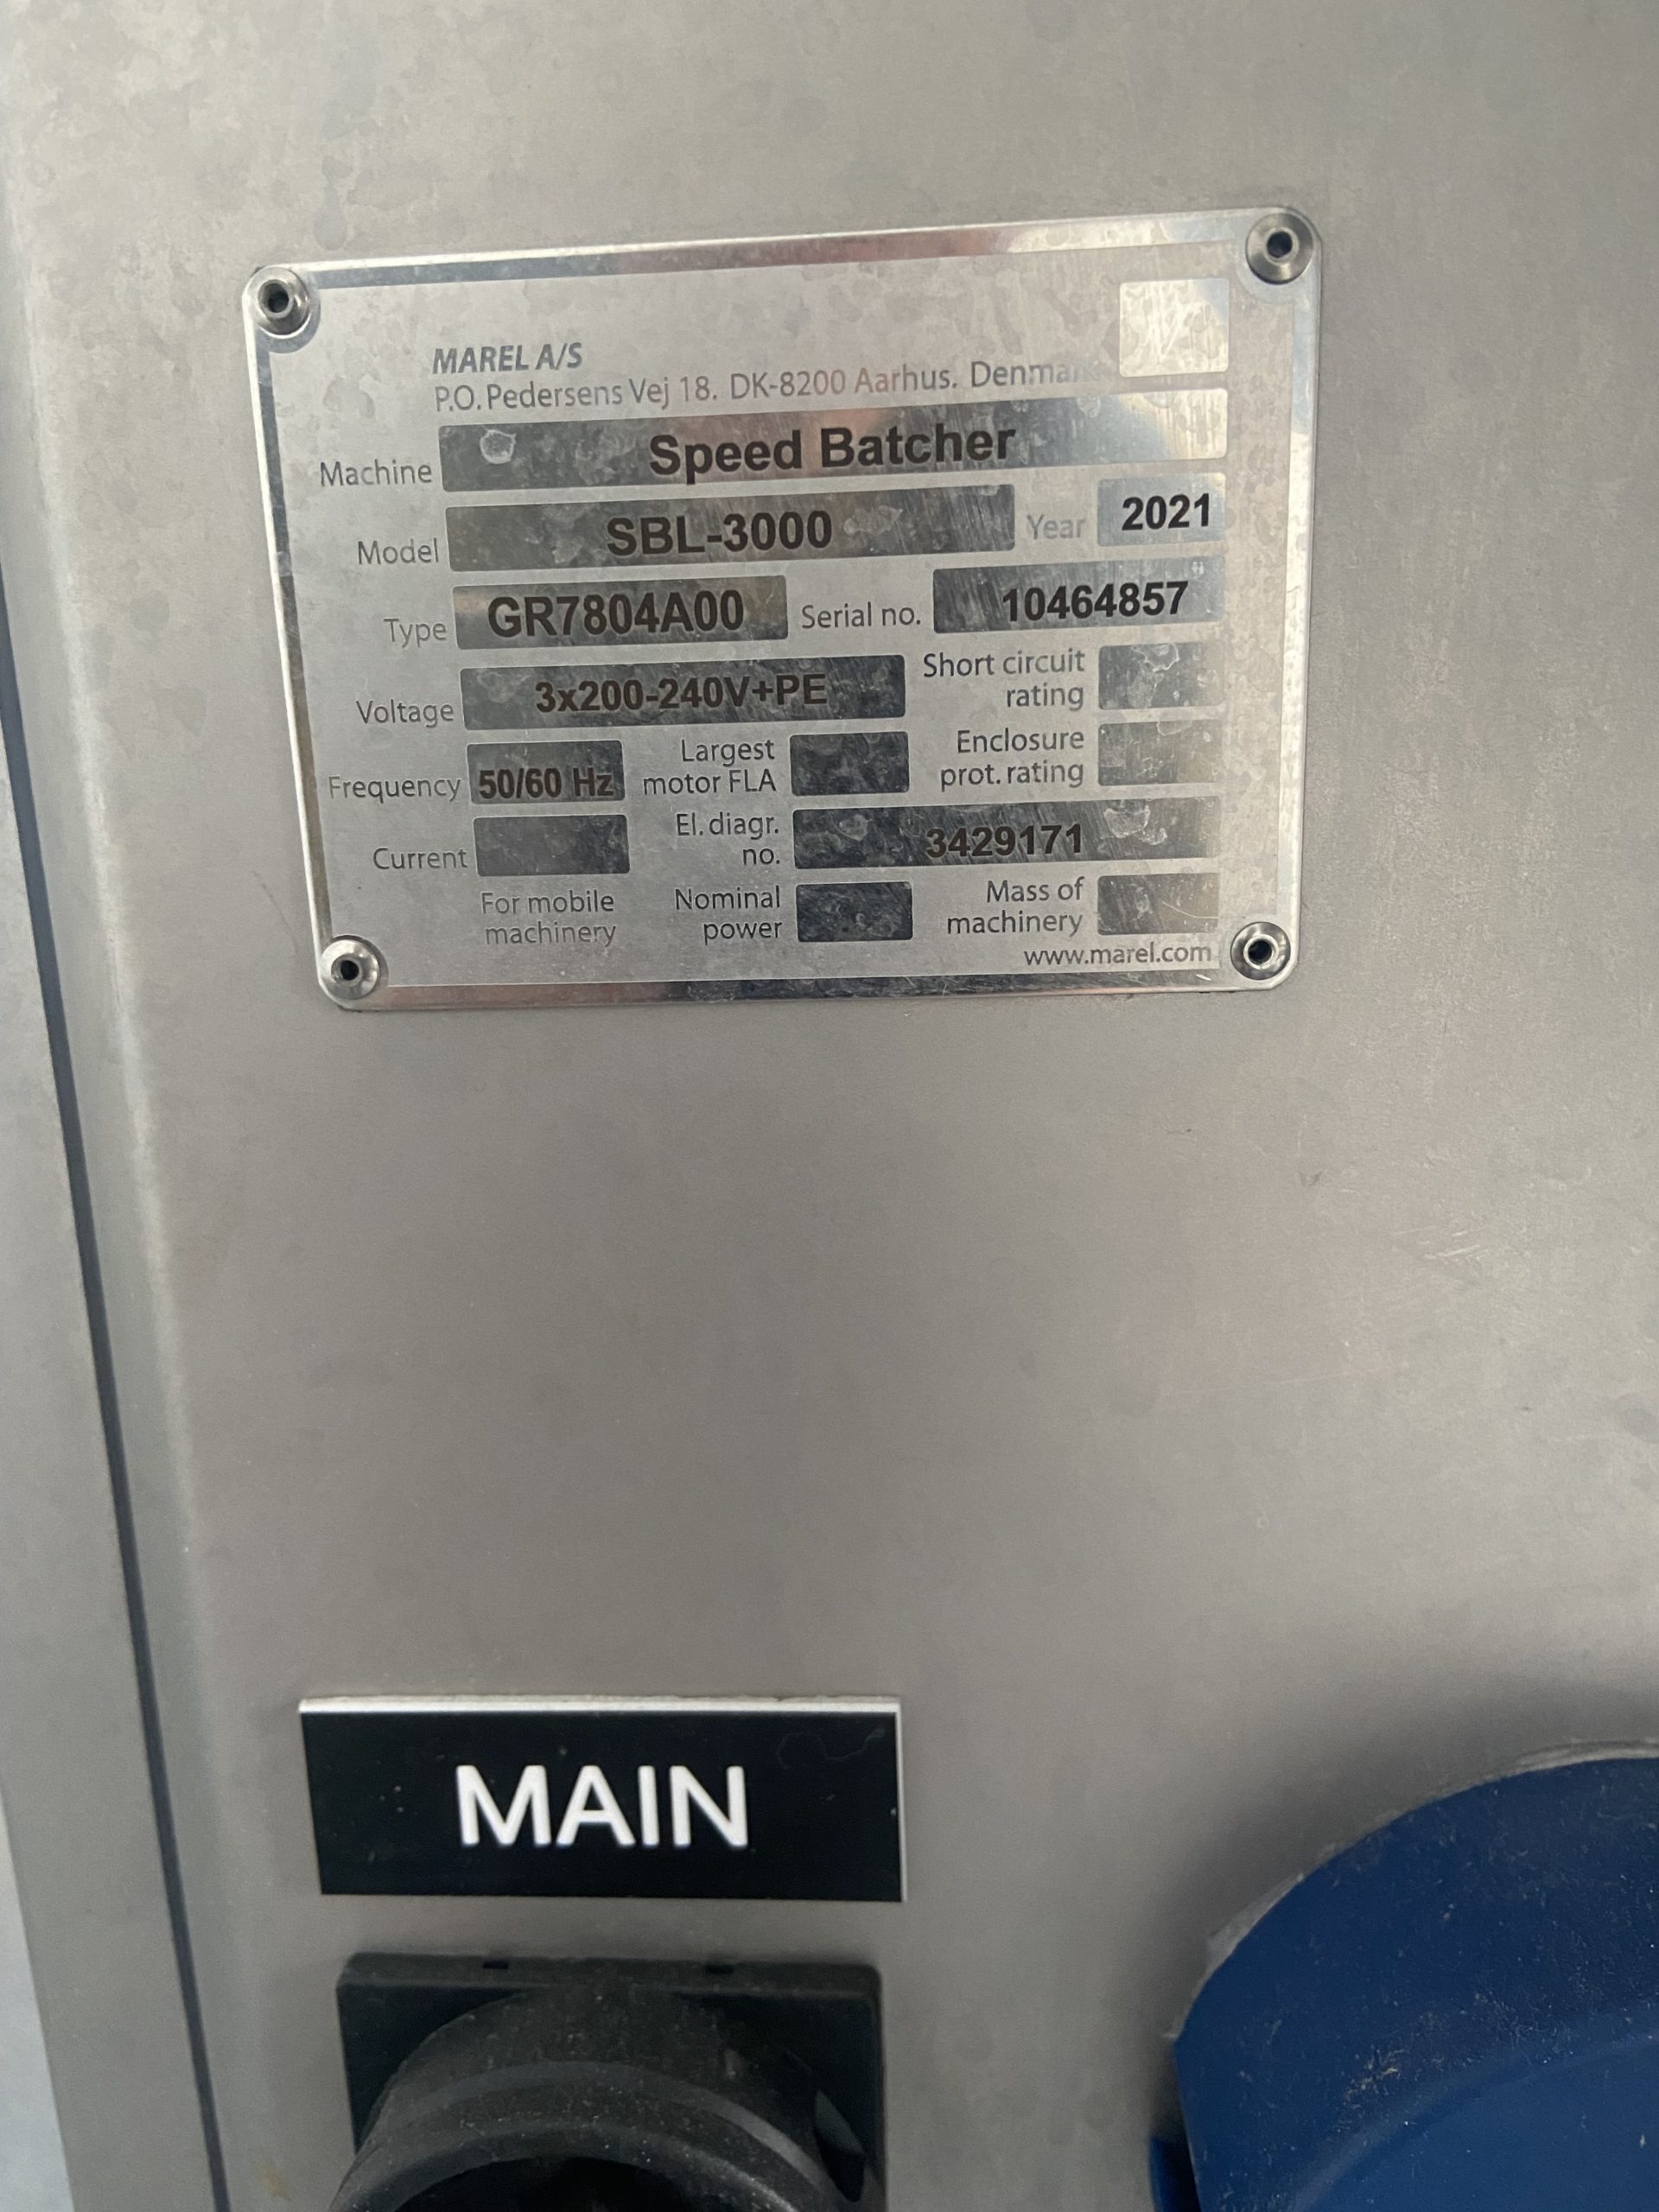 MAREL A/S
P.O. Pedersens Vej 18. DK-8200 Aarhus. Denmark
Machine Speed Batcher
Model SBL-3000 Year 2021
Type GR7804A00 Serial no. 10464857
Voltage 3x200-240V+PE Short circuit rating
Frequency 50/60 Hz Largest motor FLA Enclosure prot. rating
Current El. diagr. no. 3429171
For mobile machinery Nominal power Mass of machinery
www.marel.com
MAIN